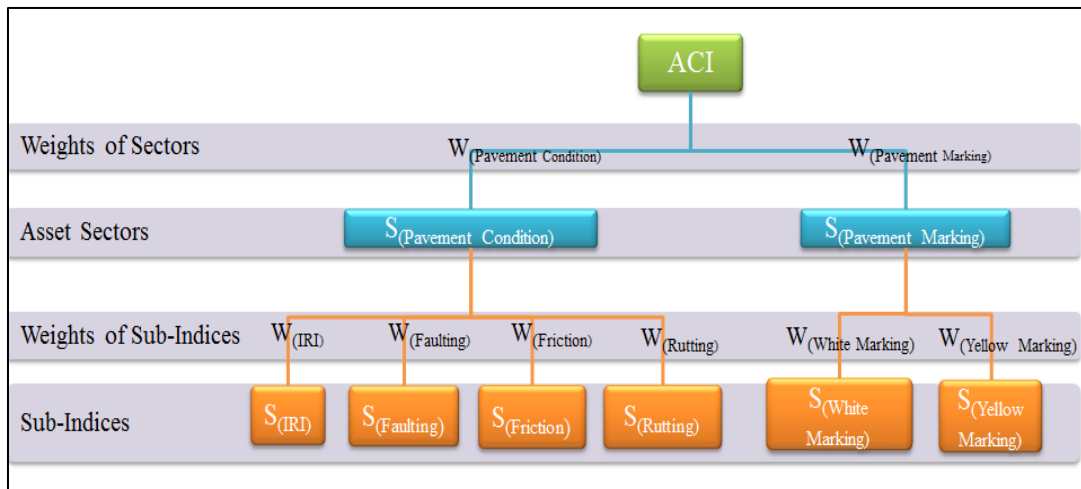 ACI
Weights of Sectors
W(Pavement Condition)
W(Pavement Marking)
Asset Sectors
S(Pavement Condition)
S(Pavement Marking)
Weights of Sub-Indices
W(IRI)
W(Faulting)
W(Friction)
W(Rutting)
W(White Marking)
W(Yellow Marking)
Sub-Indices
S(IRI)
S(Faulting)
S(Friction)
S(Rutting)
S(White
Marking)
S(Yellow
Marking)